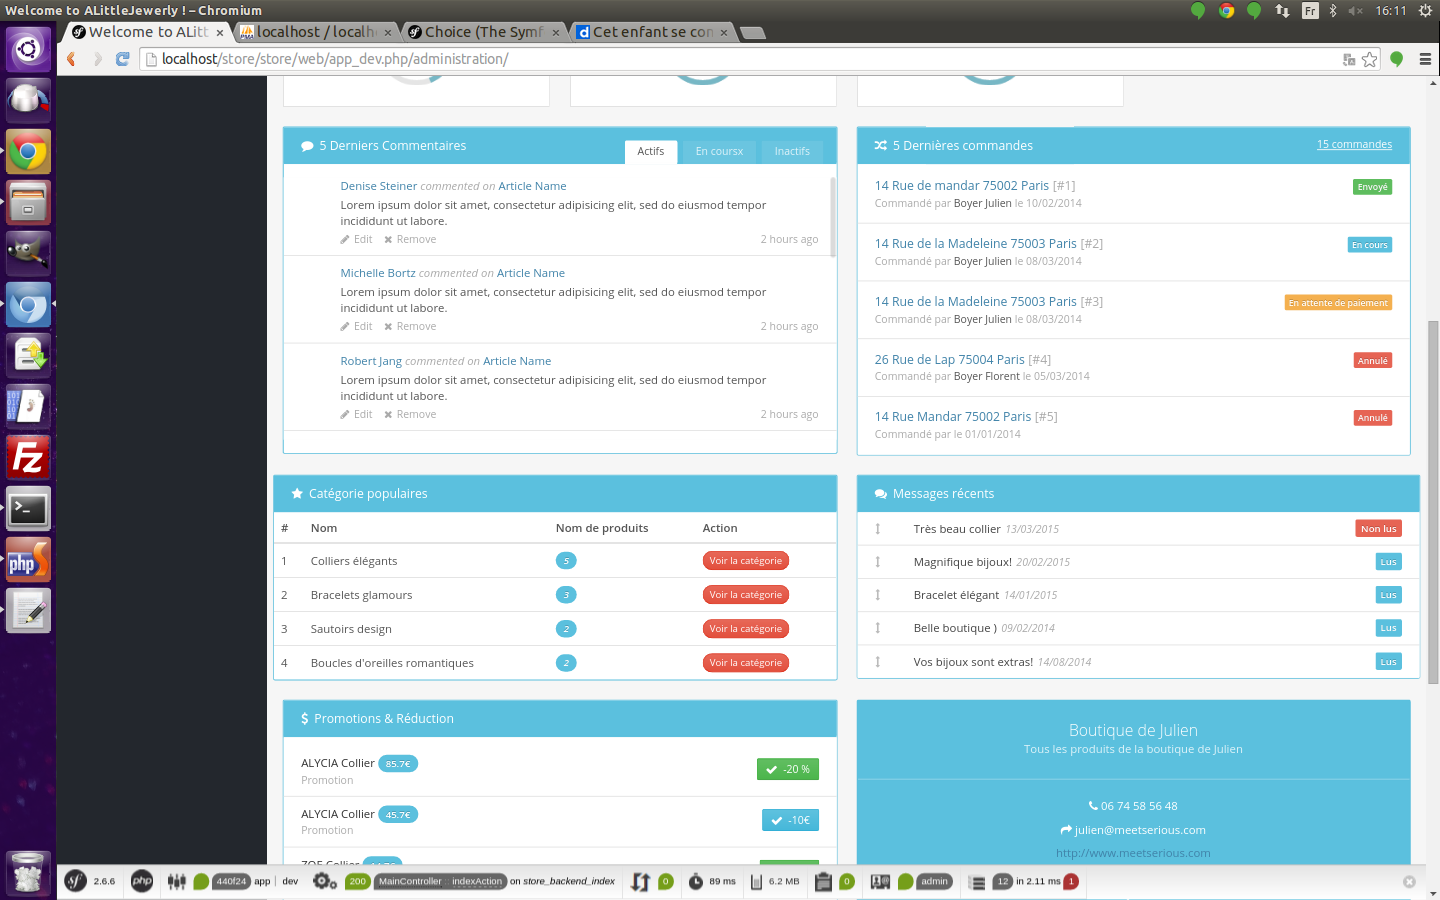 Welcome to ALittleJewerly ! – Chromium
Fr
16:11
Welcome to ALitt
localhost / localh
Choice (The Symf
Cet enfant se con
localhost/store/store/web/app_dev.php/administration/
5 Derniers Commentaires
Actifs
En coursx
Inactifs
Denise Steiner commented on Article Name
Lorem ipsum dolor sit amet, consectetur adipisicing elit, sed do eiusmod tempor
incididunt ut labore.
Edit
Remove
2 hours ago
Michelle Bortz commented on Article Name
Lorem ipsum dolor sit amet, consectetur adipisicing elit, sed do eiusmod tempor
incididunt ut labore.
Edit
Remove
2 hours ago
Robert Jang commented on Article Name
Lorem ipsum dolor sit amet, consectetur adipisicing elit, sed do eiusmod tempor
incididunt ut labore.
Edit
Remove
2 hours ago
5 Dernières commandes
15 commandes
14 Rue de mandar 75002 Paris [#1]
Envoyé
Commandé par Boyer Julien le 10/02/2014
14 Rue de la Madeleine 75003 Paris [#2]
En cours
Commandé par Boyer Julien le 08/03/2014
14 Rue de la Madeleine 75003 Paris [#3]
En attente de paiement
Commandé par Boyer Julien le 08/03/2014
26 Rue de Lap 75004 Paris [#4]
Annulé
Commandé par Boyer Florent le 05/03/2014
14 Rue Mandar 75002 Paris [#5]
Annulé
Commandé par le 01/01/2014
Catégorie populaires
# Nom Nom de produits Action
1 Colliers élégants 5 Voir la catégorie
2 Bracelets glamours 3 Voir la catégorie
3 Sautoirs design 2 Voir la catégorie
4 Boucles d'oreilles romantiques 2 Voir la catégorie
Messages récents
Très beau collier 13/03/2015 Non lus
Magnifique bijoux! 20/02/2015 Lus
Bracelet élégant 14/01/2015 Lus
Belle boutique ) 09/02/2014 Lus
Vos bijoux sont extras! 14/08/2014 Lus
$ Promotions & Réduction
ALYCIA Collier 85.7€
Promotion
-20 %
ALYCIA Collier 45.7€
Promotion
-10€
ZOE Collier
Boutique de Julien
Tous les produits de la boutique de Julien
06 74 58 56 48
julien@meetserious.com
http://www.meetserious.com
2.6.6 php 440f24 app dev 200 MainController :: indexAction on store_backend_index 0 89 ms 6.2 MB 0 admin 12 in 2.11 ms 1